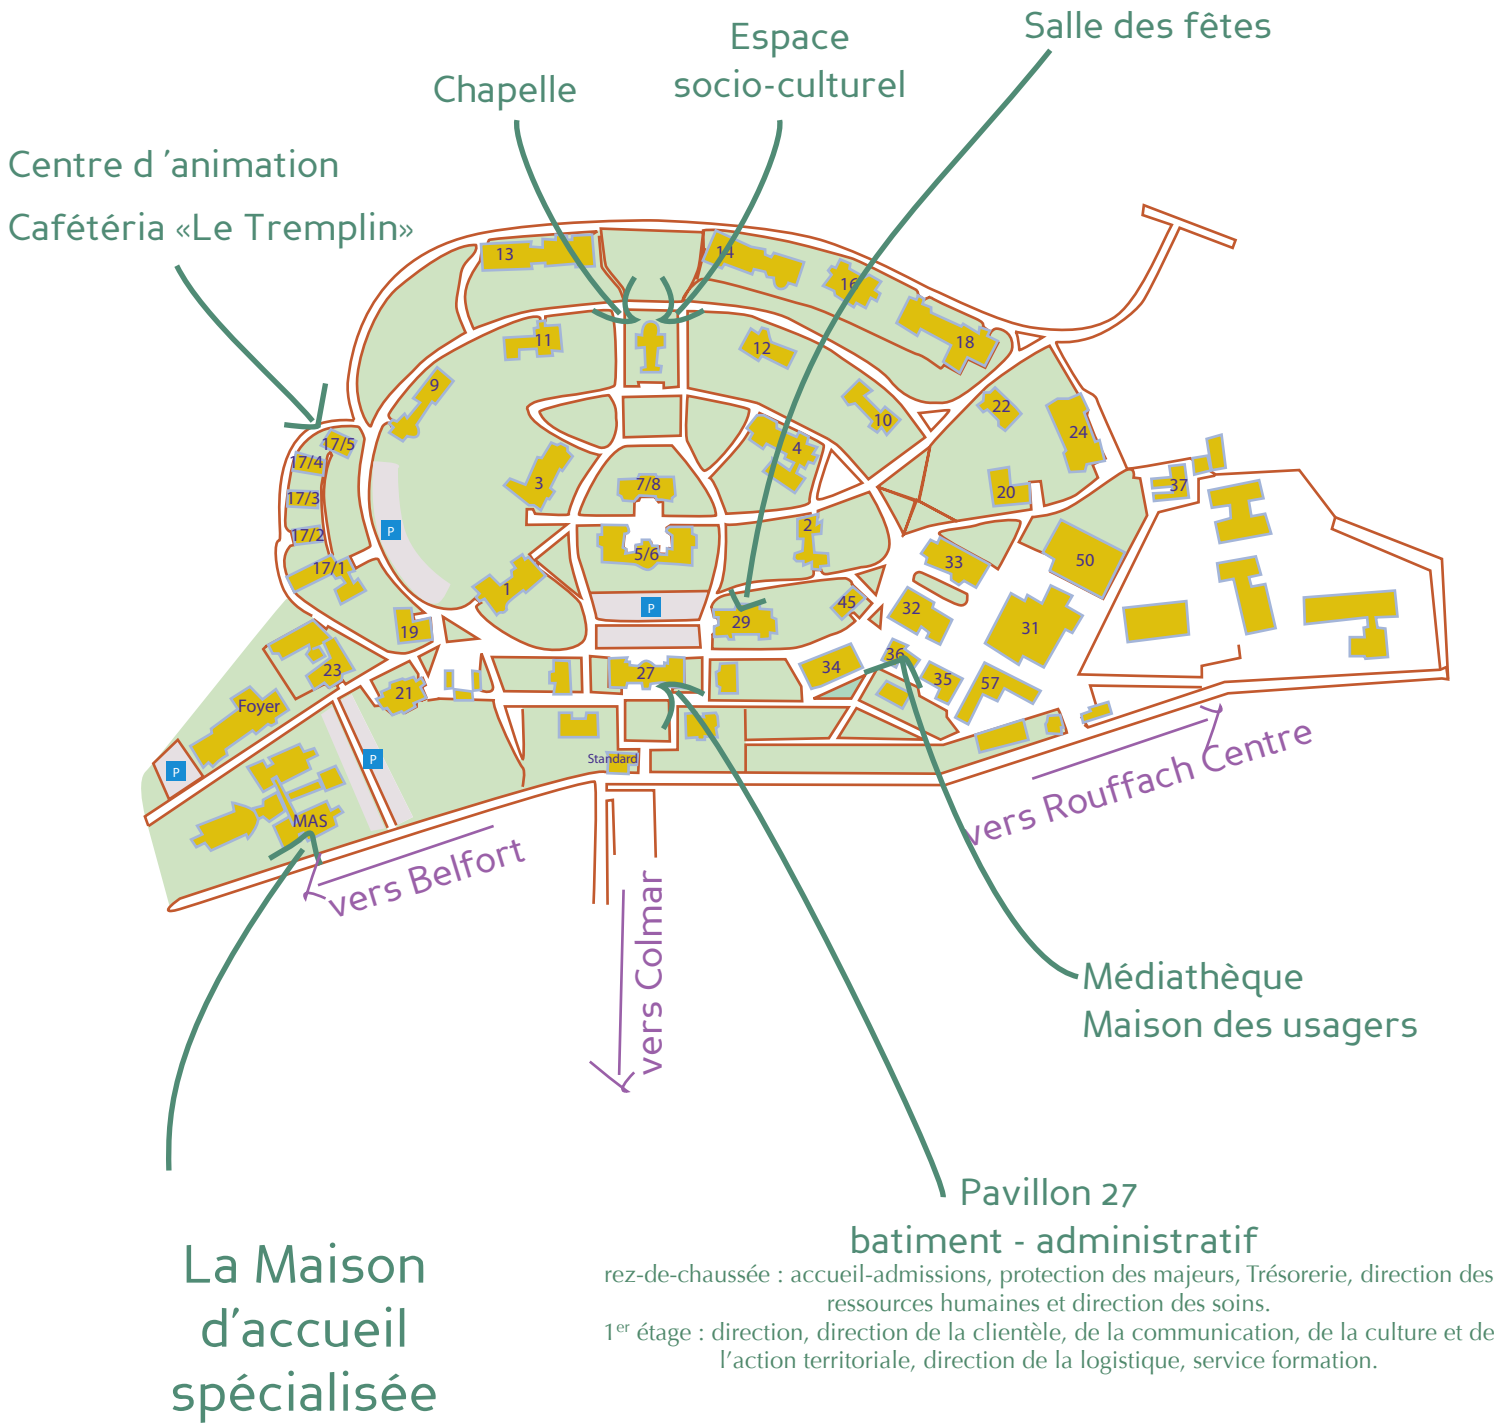 Salle des fêtes
Espace
socio-culturel
Chapelle
Centre d 'animation
Cafétéria «Le Tremplin»
13
14
16
18
11
12
9
10
22
24
17/5
17/4
17/3
17/2
17/1
3
4
7/8
20
37
P
2
5/6
33
50
1
P
45
32
31
19
29
23
21
27
34
36
35
57
Foyer
P
P
Standard
MAS
vers Belfort
vers Colmar
vers Rouffach Centre
Médiathèque
Maison des usagers
Pavillon 27
batiment - administratif
rez-de-chaussée : accueil-admissions, protection des majeurs, Trésorerie, direction des
ressources humaines et direction des soins.
1er étage : direction, direction de la clientèle, de la communication, de la culture et de
l'action territoriale, direction de la logistique, service formation.
La Maison
d'accueil
spécialisée